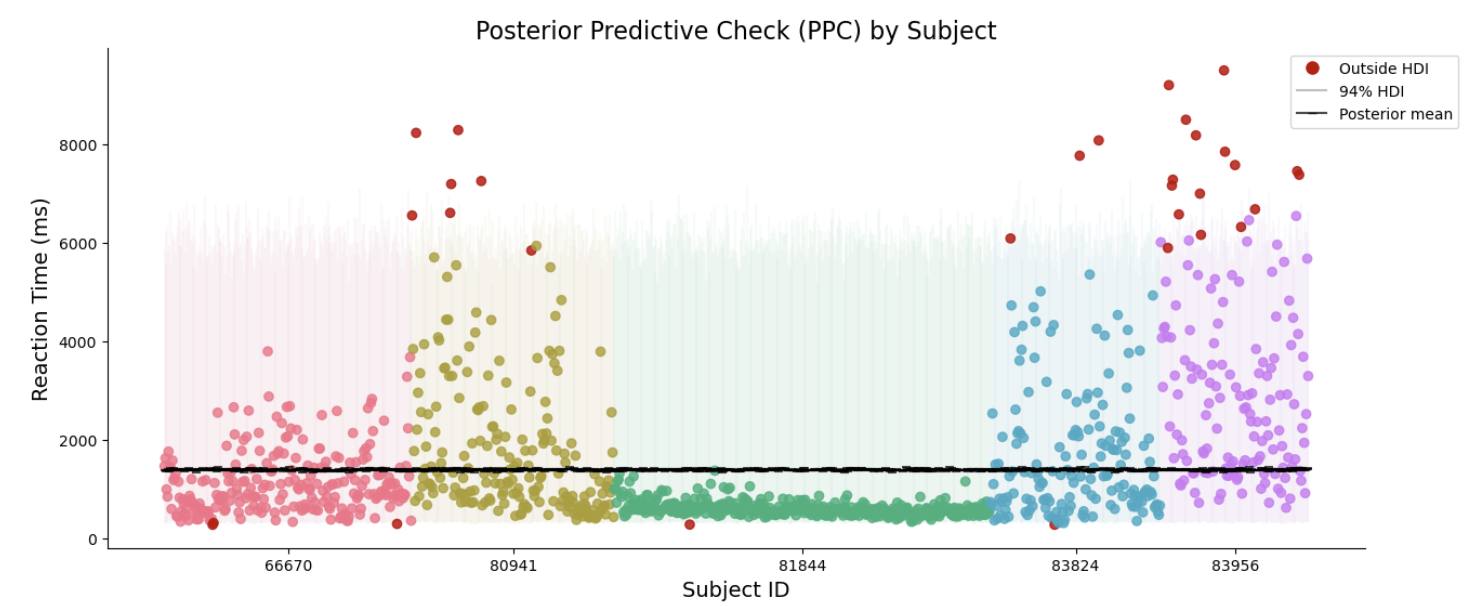 Posterior Predictive Check (PPC) by Subject
Outside HDI
94% HDI
Posterior mean
Reaction Time (ms)
8000
6000
4000
2000
0
66670
80941
81844
83824
83956
Subject ID